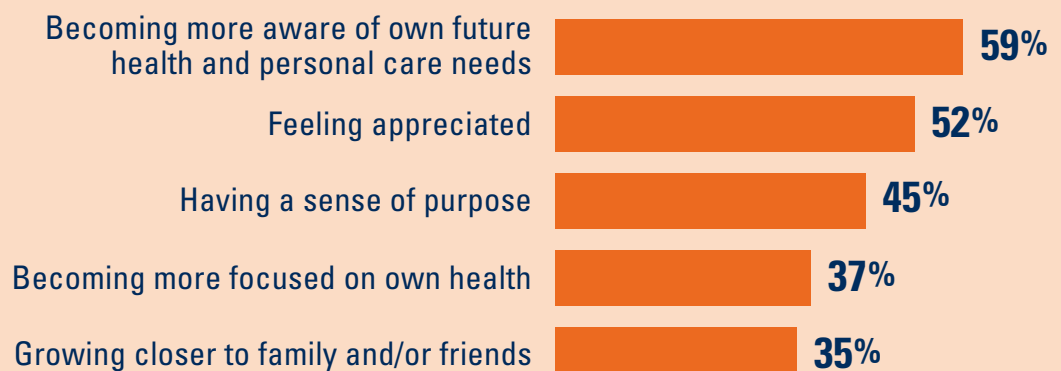 Becoming more aware of own future
health and personal care needs
59%
Feeling appreciated
52%
Having a sense of purpose
45%
Becoming more focused on own health
37%
Growing closer to family and/or friends
35%